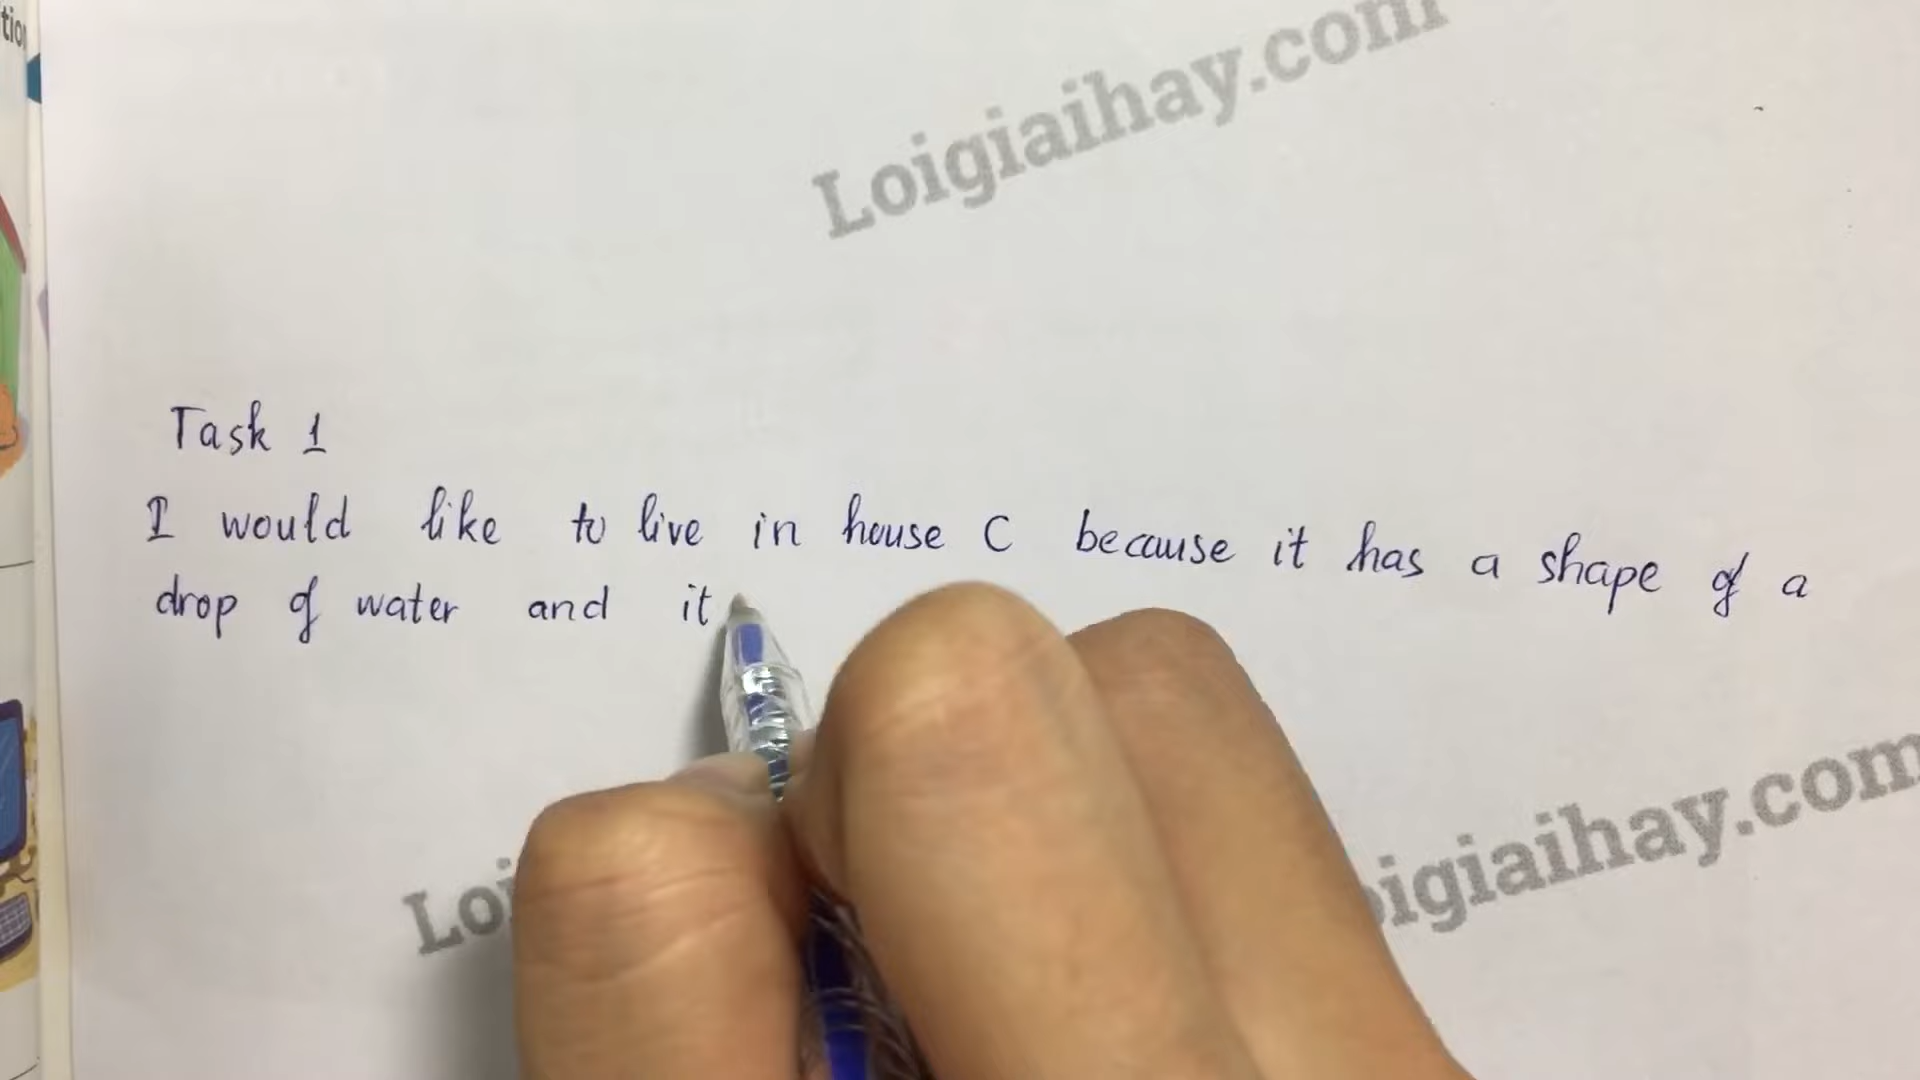 tion
Loigiaihay.com
Task 1
I would like to live in house C because it has a shape of a
drop of water and it
Loigiaihay.com